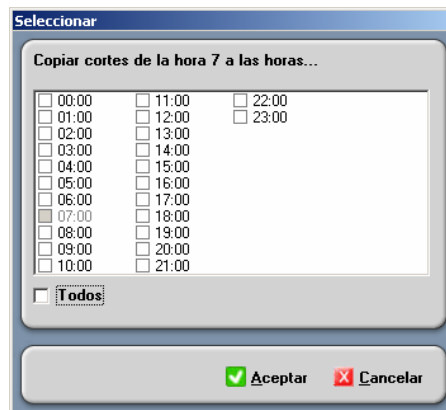 Seleccionar
Copiar cortes de la hora 7 a las horas...
00:00 11:00 22:00
01:00 12:00 23:00
02:00 13:00
03:00 14:00
04:00 15:00
05:00 16:00
06:00 17:00
07:00 18:00
08:00 19:00
09:00 20:00
10:00 21:00
Todos
Aceptar Cancelar